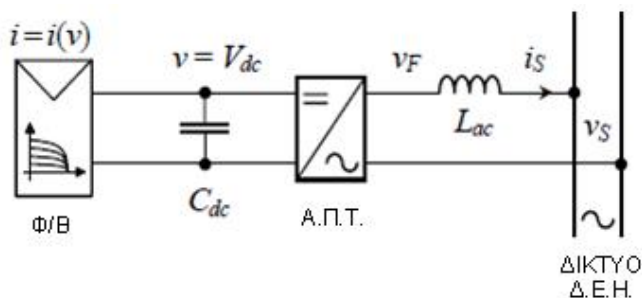 i=i(v)
v = V_dc
v_F
i_S
L_ac
v_S
C_dc
Φ/Β
Α.Π.Τ.
ΔΙΚΤΥΟ
Δ.Ε.Η.